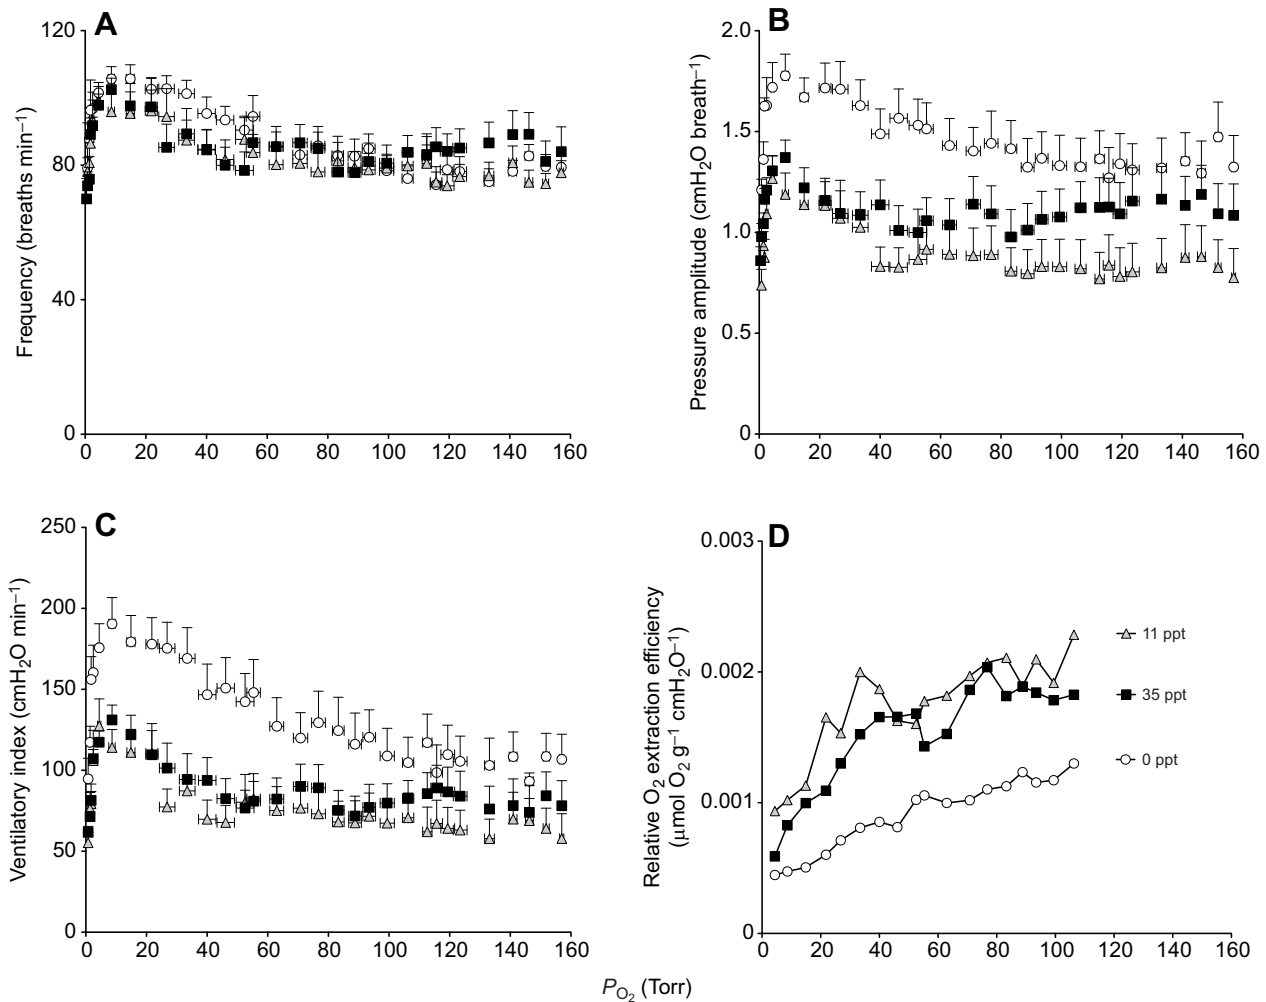 A
120
80
40
0
Frequency (breaths min–1)
0 20 40 60 80 100 120 140 160
B
2.0
1.5
1.0
0.5
0
Pressure amplitude (cmH2O breath–1)
0 20 40 60 80 100 120 140 160
C
250
200
150
100
50
0
Ventilatory index (cmH2O min–1)
0 20 40 60 80 100 120 140 160
D
0.003
0.002
0.001
0
Relative O2 extraction efficiency
(μmol O2 g–1 cmH2O–1)
11 ppt
35 ppt
0 ppt
0 20 40 60 80 100 120 140 160
PO2 (Torr)